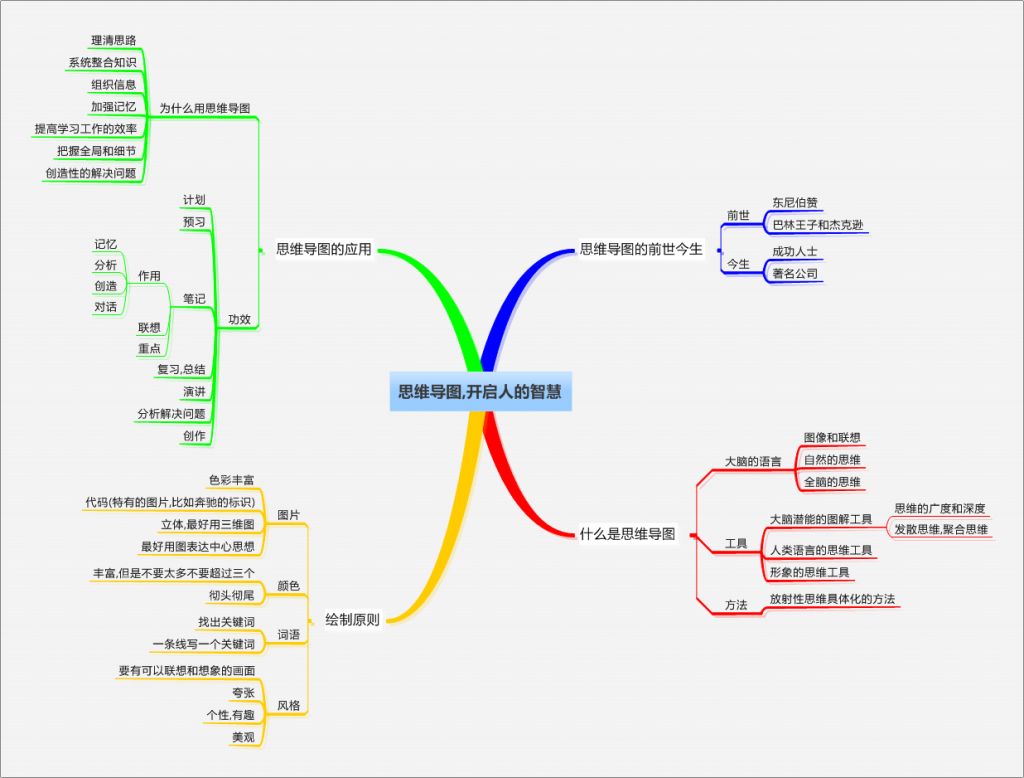 思维导图,开启人的智慧
思维导图的前世今生
前世
东尼伯赞
巴林王子和杰克逊
今生
成功人士
著名公司
什么是思维导图
大脑的语言
图像和联想
自然的思维
全脑的思维
工具
大脑潜能的图解工具
思维的广度和深度
发散思维,聚合思维
人类语言的思维工具
形象的思维工具
方法
放射性思维具体化的方法
绘制原则
图片
色彩丰富
代码(特有的图片,比如奔驰的标识)
立体,最好用三维图
最好用图表达中心思想
颜色
丰富,但是不要太多不要超过三个
彻头彻尾
词语
找出关键词
一条线写一个关键词
风格
要有可以联想和想象的画面
夸张
个性,有趣
美观
思维导图的应用
为什么用思维导图
理清思路
系统整合知识
组织信息
加强记忆
提高学习工作的效率
把握全局和细节
创造性的解决问题
功效
计划
预习
笔记
作用
记忆
分析
创造
对话
联想
重点
复习,总结
演讲
分析解决问题
创作